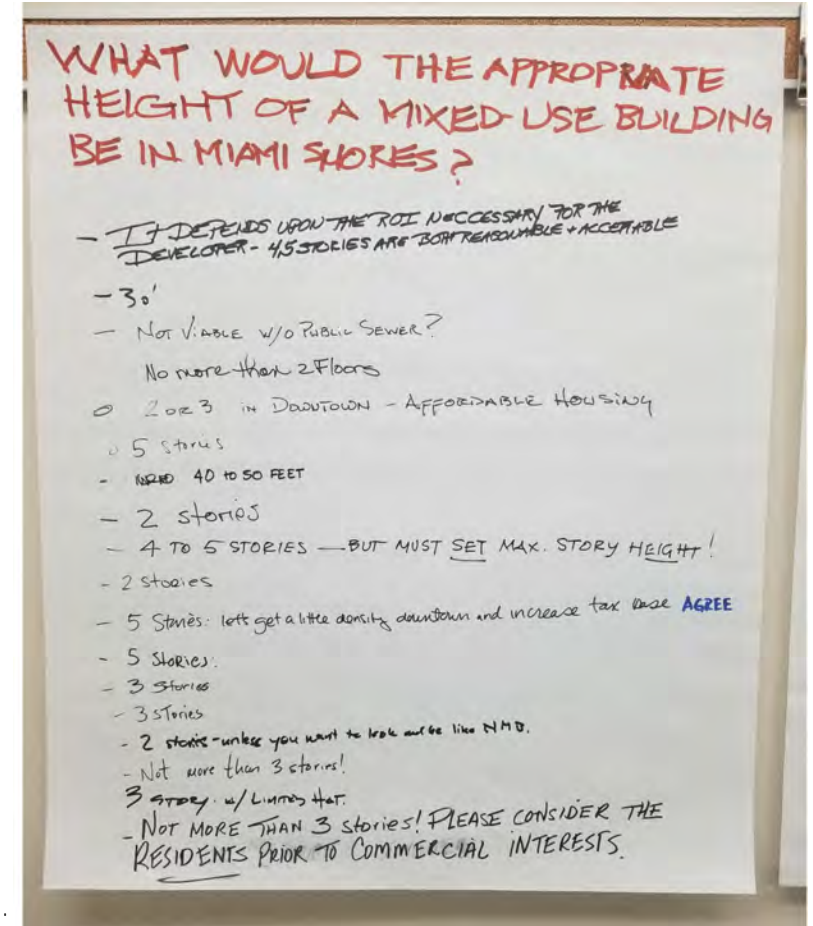 WHAT WOULD THE APPROPRIATE
HEIGHT OF A MIXED-USE BUILDING
BE IN MIAMI SHORES?
- IT DEPENDS UPON THE ROI NECCESSARY FOR THE
DEVELOPER - 4,5 STORIES ARE BOTH REASONABLE + ACCEPTABLE
- 30'
- NOT VIABLE W/O PUBLIC SEWER?
No more than 2 Floors
o 2 OR 3 IN DOWNTOWN - AFFORDABLE HOUSING
o 5 stories
- 40 TO 50 FEET
- 2 stories
- 4 TO 5 STORIES — BUT MUST SET MAX. STORY HEIGHT!
- 2 stories
- 5 Stories: lets get a little density downtown and increase tax base AGREE
- 5 STORIES.
- 3 stories
- 3 STories
- 2 stories - unless you want to look and be like NMB.
- Not more than 3 stories!
3 STORY. w/ LIMITED HGT.
- NOT MORE THAN 3 stories! PLEASE CONSIDER THE
RESIDENTS PRIOR TO COMMERCIAL INTERESTS.